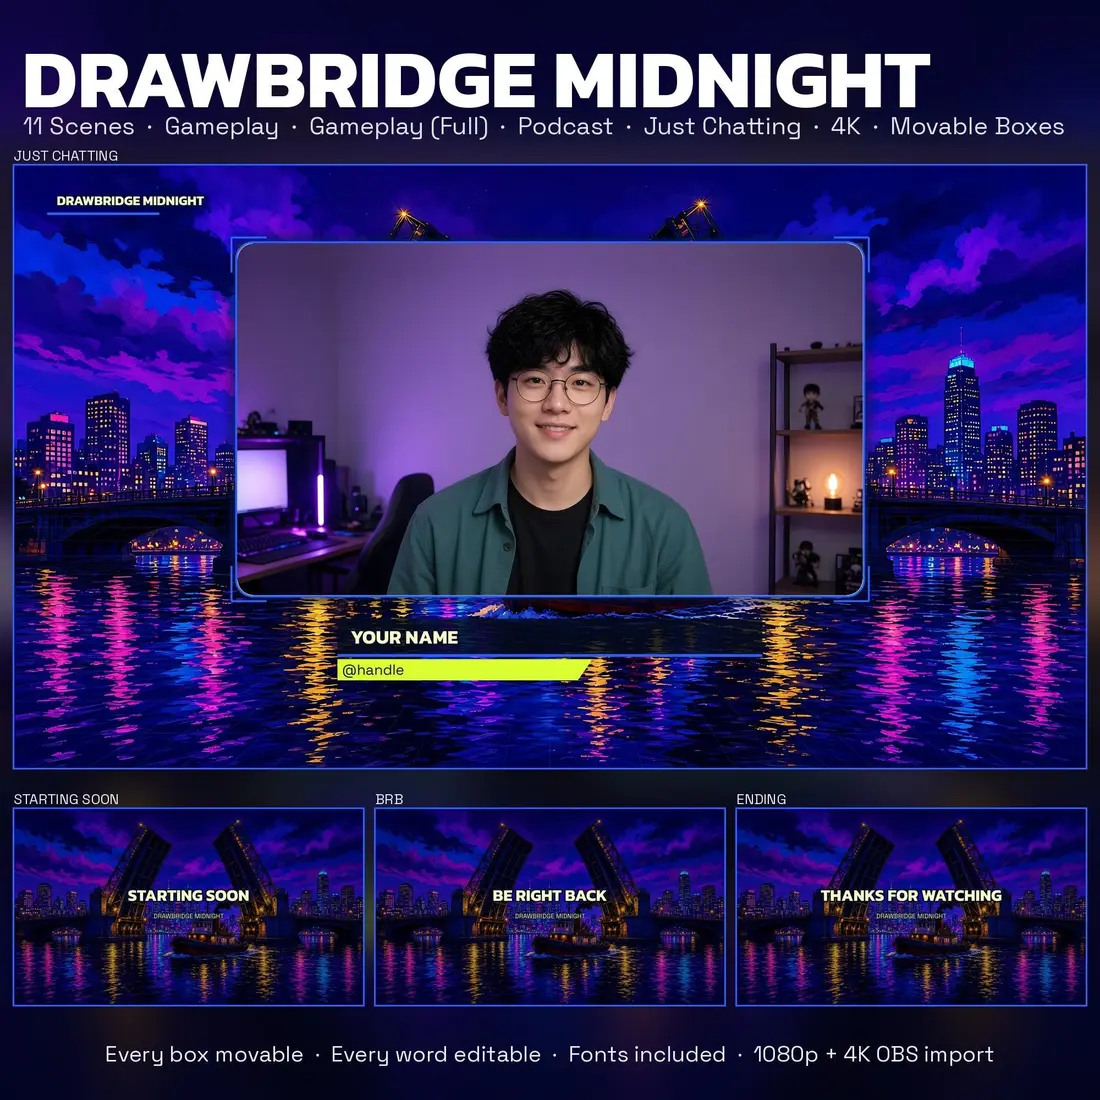 DRAWBRIDGE MIDNIGHT
11 Scenes · Gameplay · Gameplay (Full) · Podcast · Just Chatting · 4K · Movable Boxes
JUST CHATTING
DRAWBRIDGE MIDNIGHT
YOUR NAME
@handle
STARTING SOON
BRB
ENDING
STARTING SOON
DRAWBRIDGE MIDNIGHT
BE RIGHT BACK
DRAWBRIDGE MIDNIGHT
THANKS FOR WATCHING
DRAWBRIDGE MIDNIGHT
Every box movable · Every word editable · Fonts included · 1080p + 4K OBS import